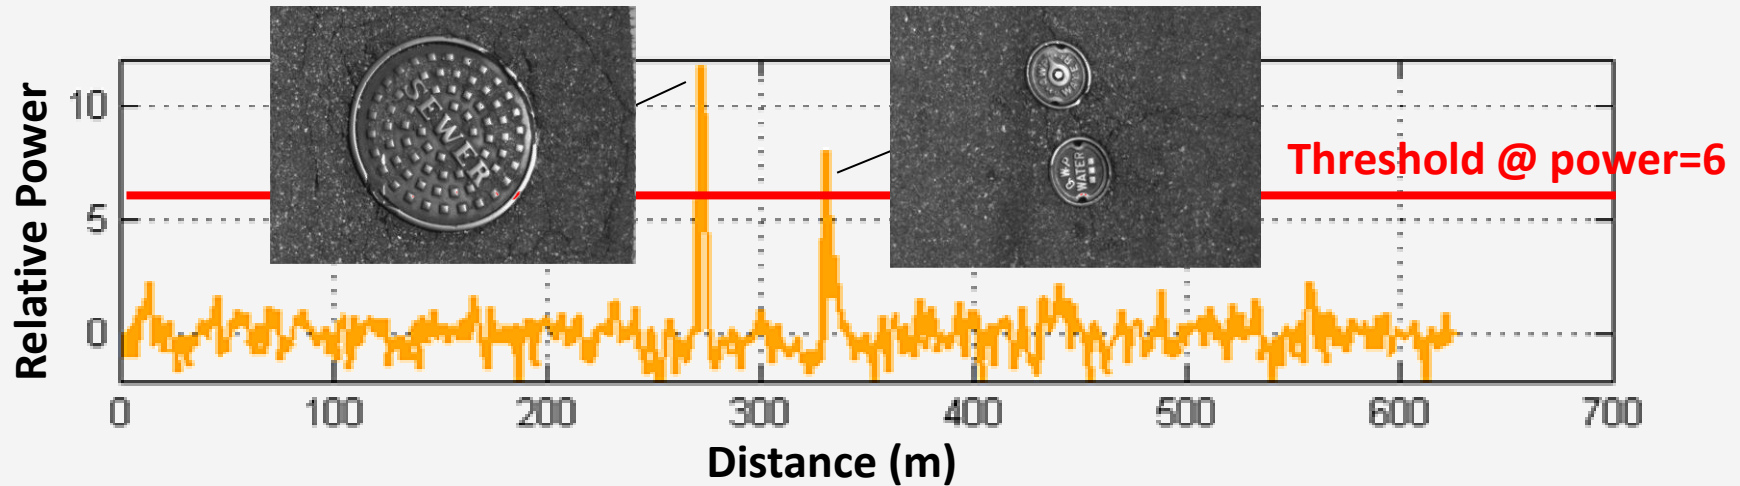 Relative Power
10
5
0
SEWER
G.W.P.
WATER
G.W.P
WATER
Threshold @ power=6
0 100 200 300 400 500 600 700
Distance (m)